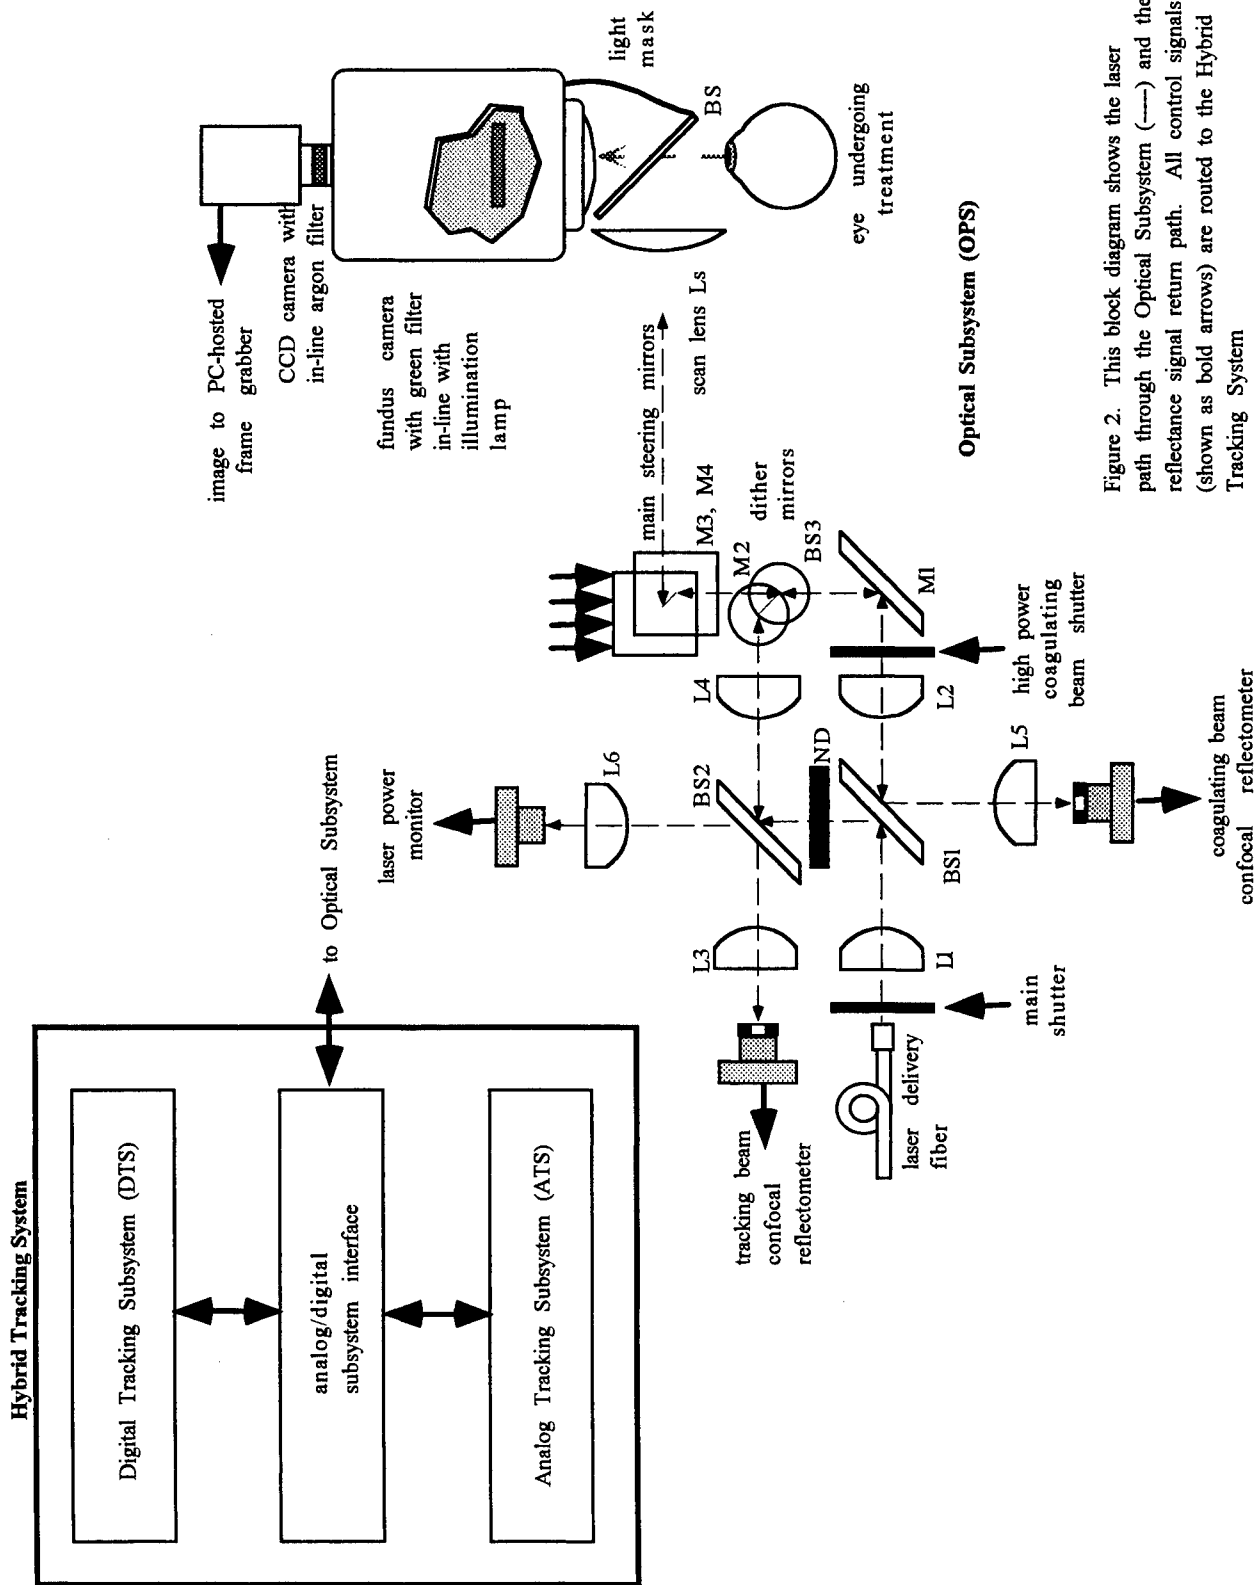 Hybrid Tracking System
Digital Tracking Subsystem (DTS)
analog/digital
subsystem interface
Analog Tracking Subsystem (ATS)
to Optical Subsystem
image to PC-hosted
frame grabber
CCD camera with
in-line argon filter
fundus camera
with green filter
in-line with
illumination
lamp
light
mask
BS
eye undergoing
treatment
main steering mirrors
scan lens Ls
M3, M4
M2
dither
mirrors
BS3
M1
laser power
monitor
L6
BS2
L4
ND
L2
high power
coagulating
beam shutter
L3
L1
BS1
L5
tracking beam
confocal
reflectometer
laser delivery
fiber
main
shutter
coagulating beam
confocal reflectometer
Optical Subsystem (OPS)
Figure 2. This block diagram shows the laser
path through the Optical Subsystem (----) and the
reflectance signal return path. All control signals
(shown as bold arrows) are routed to the Hybrid
Tracking System